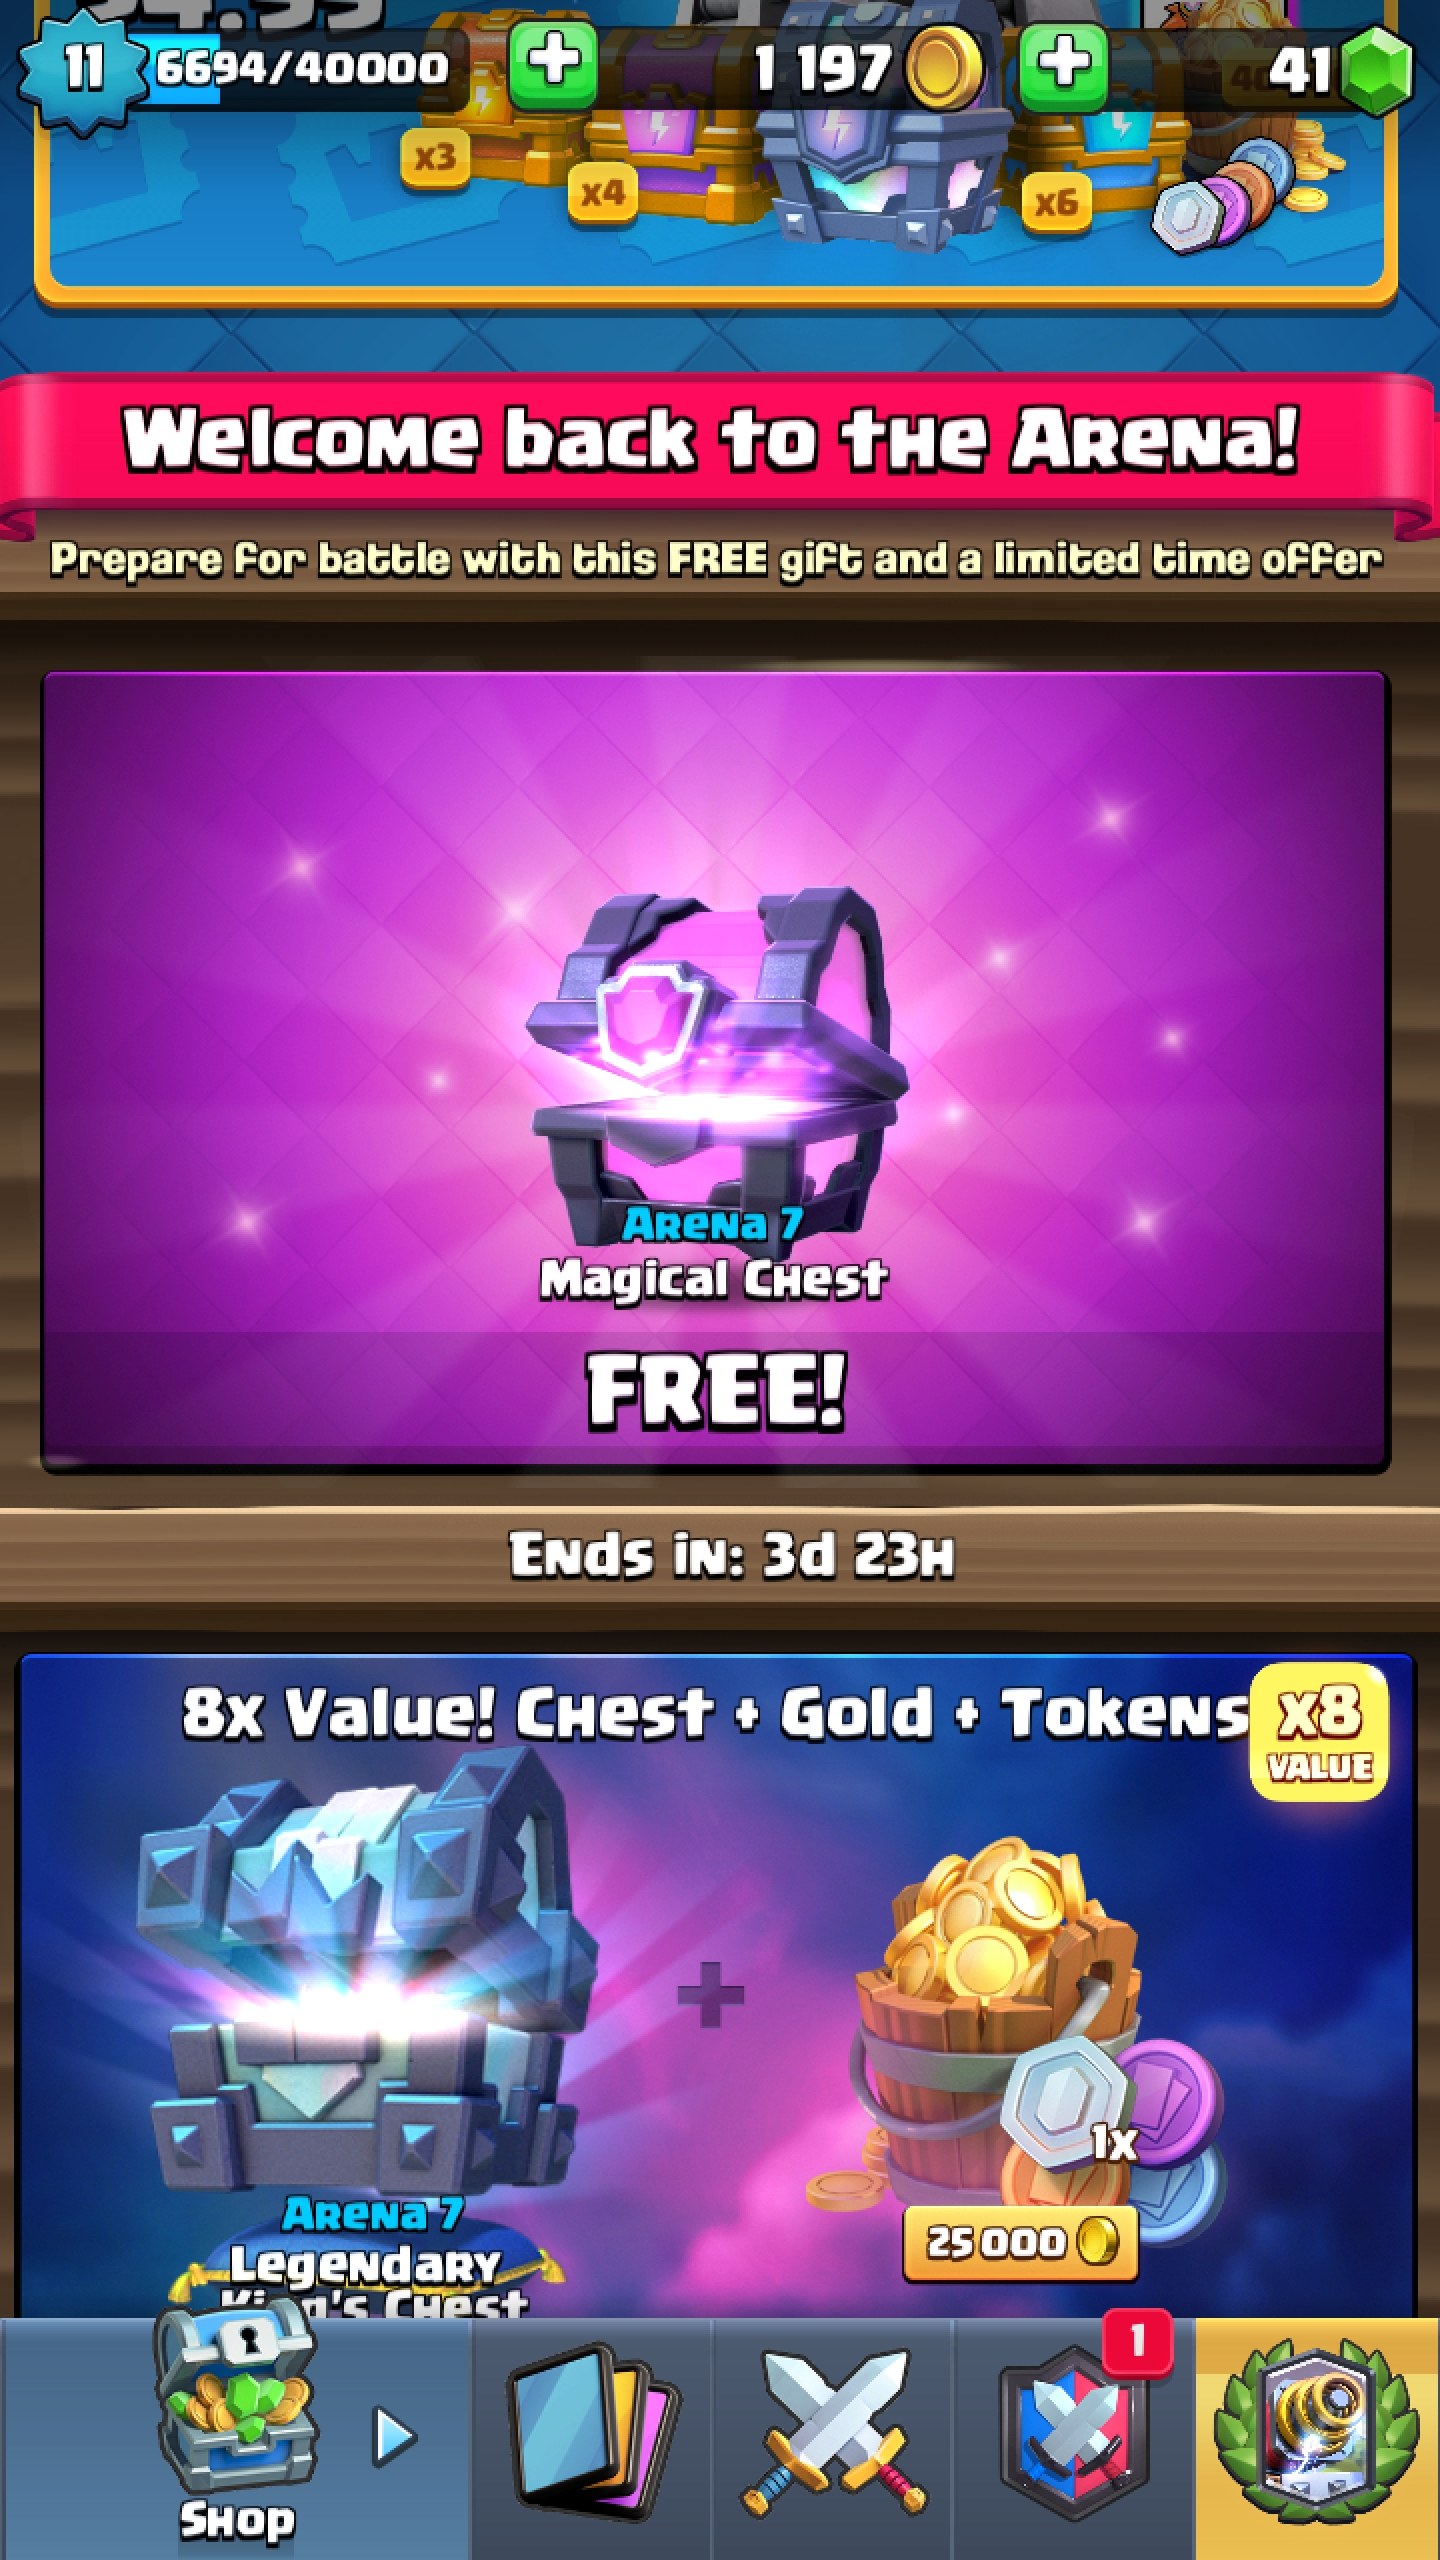 11
6694/40000
1 197
41
x3
x4
x6
Welcome back to the Arena!
Prepare for battle with this FREE gift and a limited time offer
Arena 7
Magical Chest
FREE!
Ends in: 3d 23h
8x Value! Chest + Gold + Tokens
x8
VALUE
1x
Arena 7
25 000
Legendary
King's Chest
1
Shop